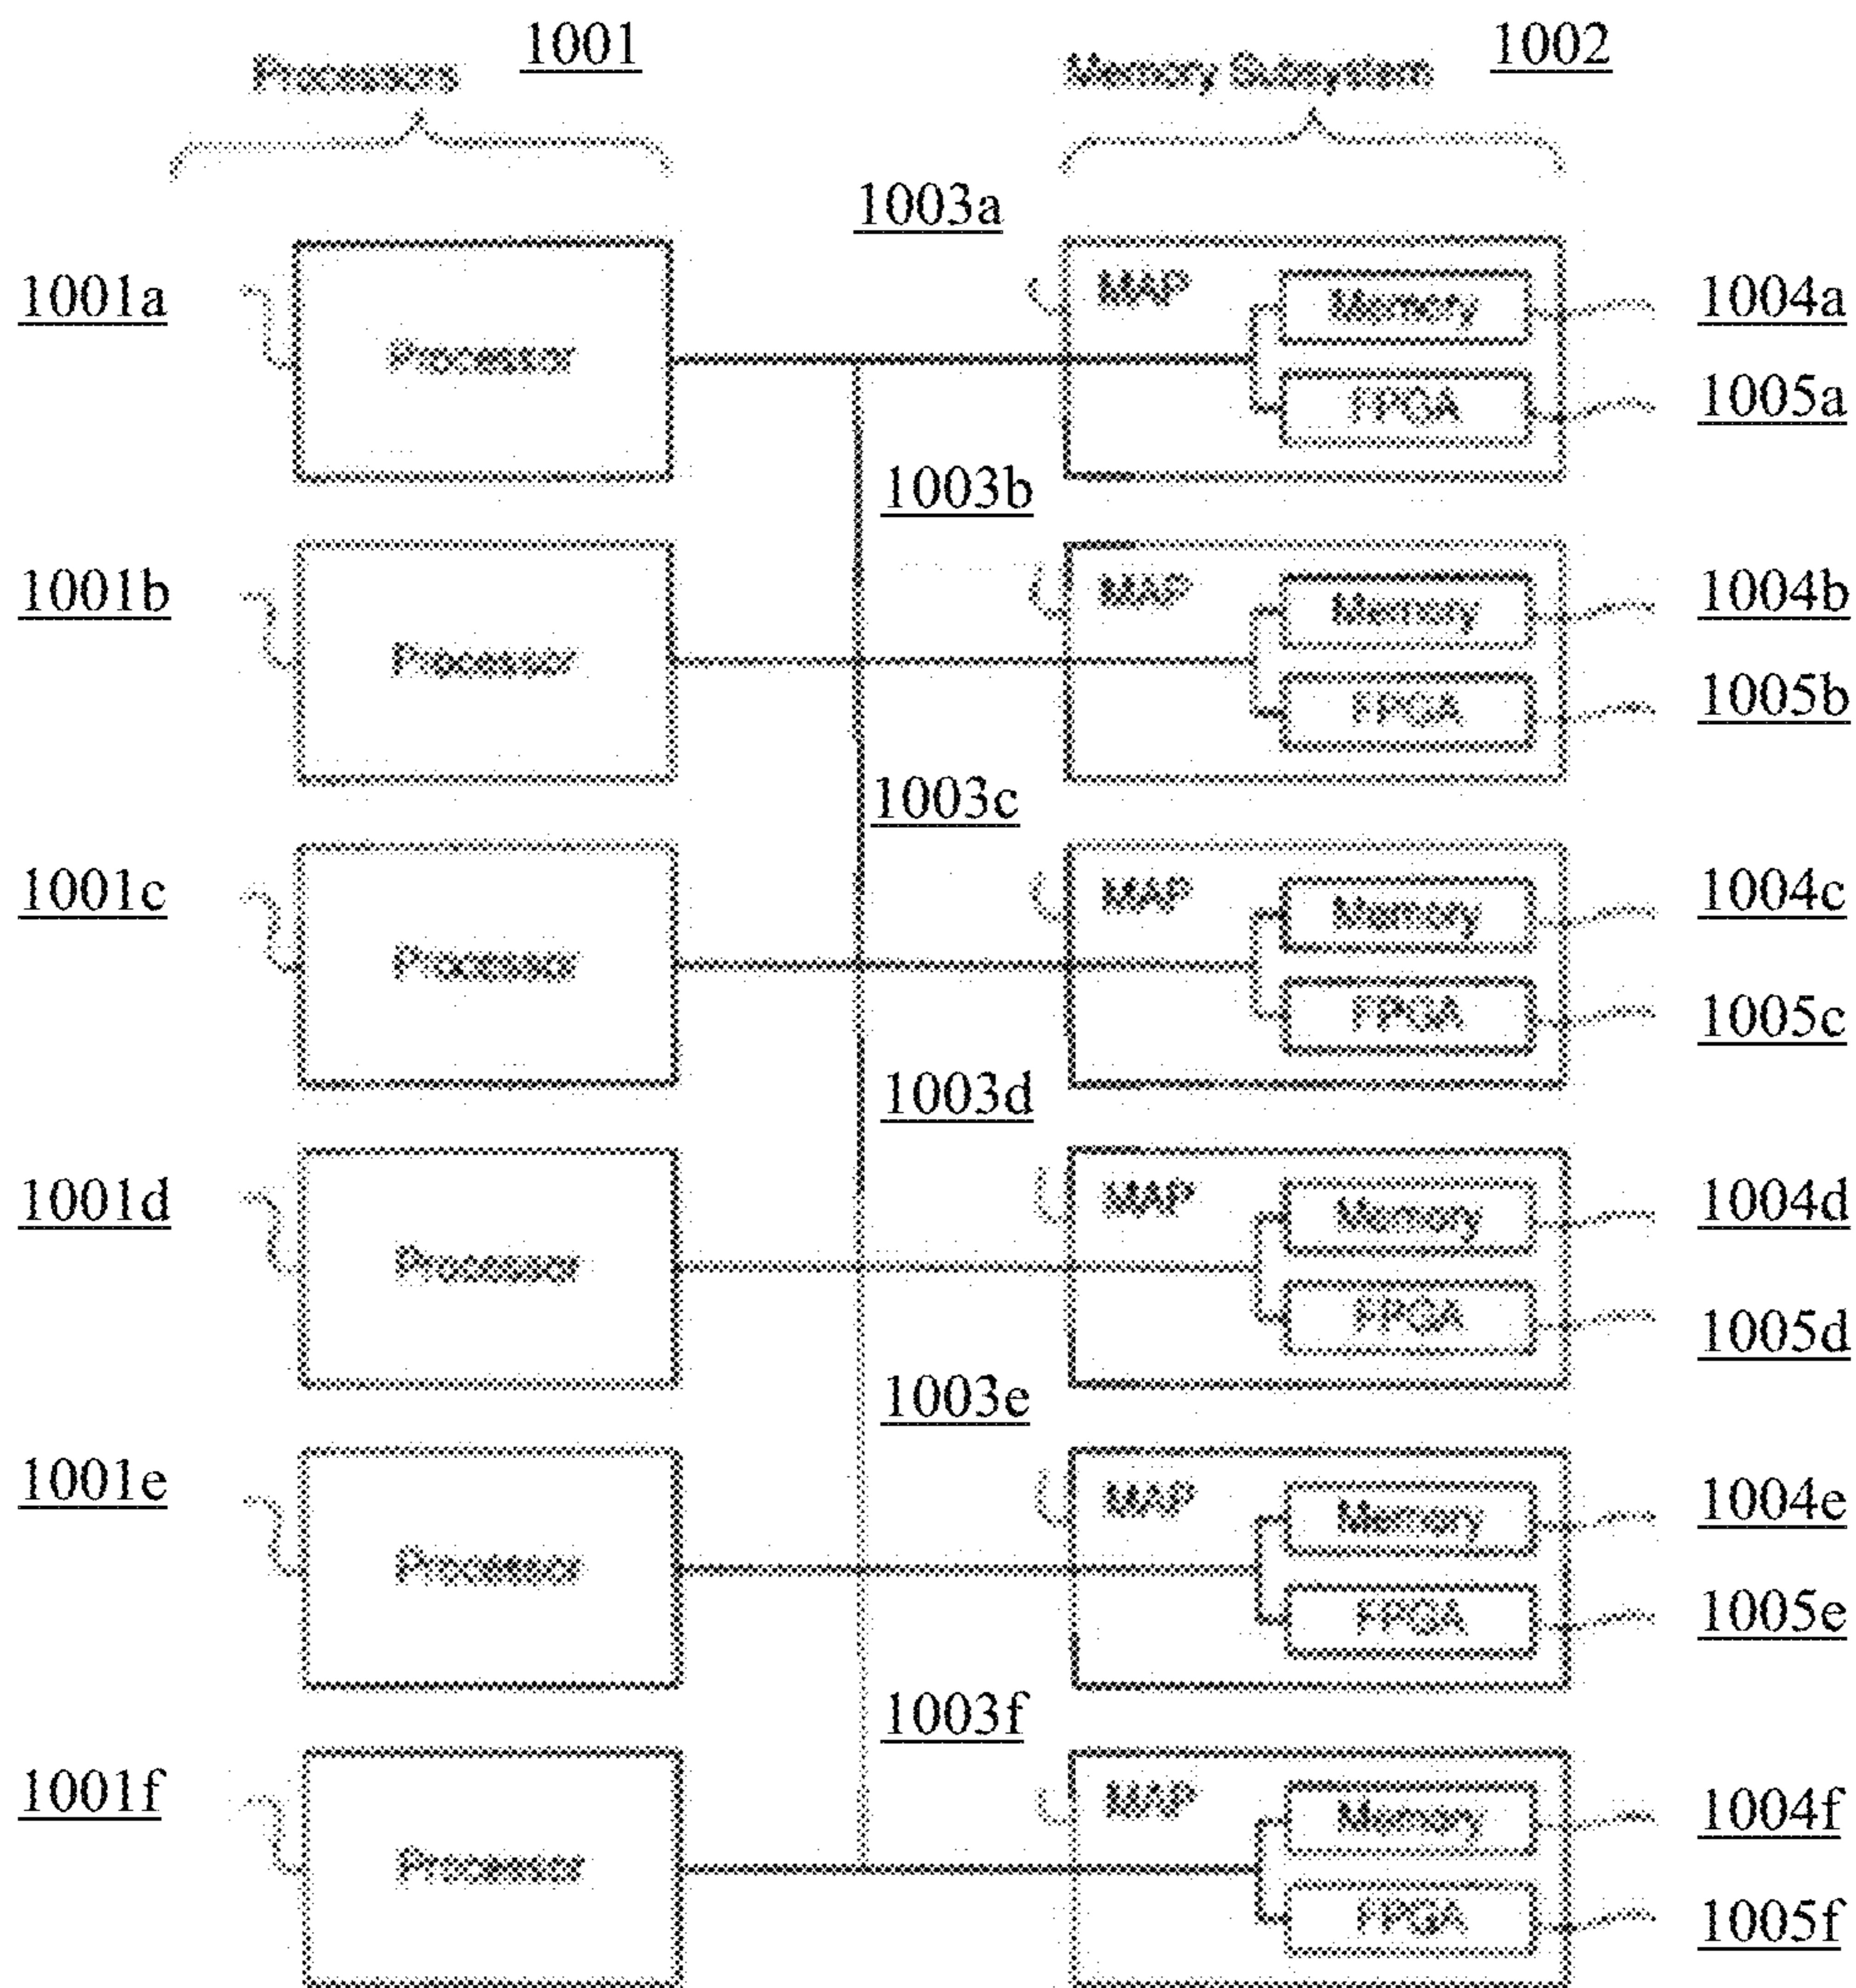 Processors 1001
Memory Subsystem 1002
1003a
1001a
Processor
MAP
Memory
1004a
FPGA
1005a
1003b
1001b
Processor
MAP
Memory
1004b
FPGA
1005b
1003c
1001c
Processor
MAP
Memory
1004c
FPGA
1005c
1003d
1001d
Processor
MAP
Memory
1004d
FPGA
1005d
1003e
1001e
Processor
MAP
Memory
1004e
FPGA
1005e
1003f
1001f
Processor
MAP
Memory
1004f
FPGA
1005f